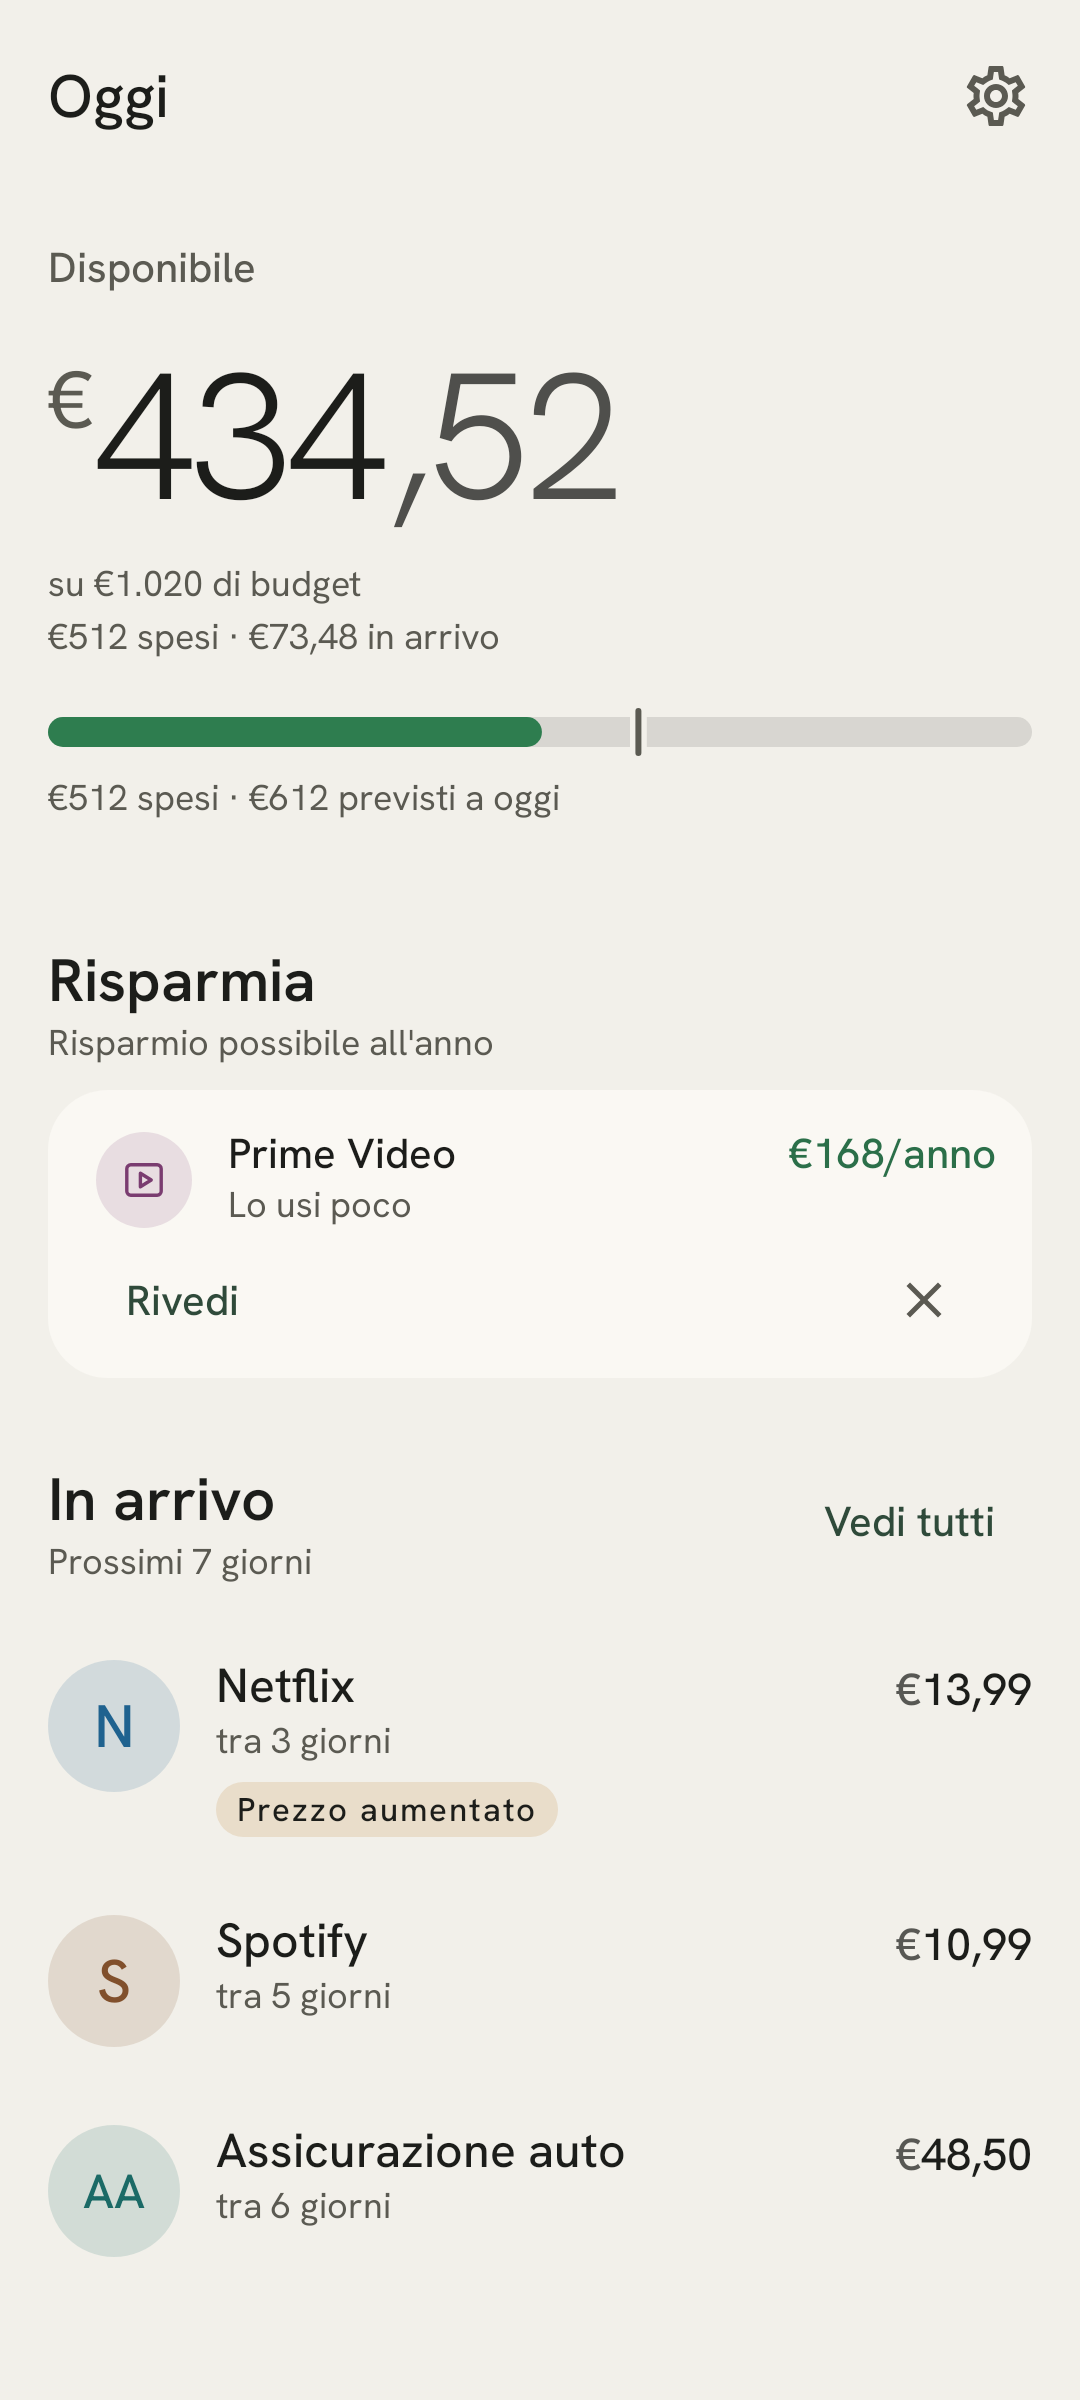 Oggi
Disponibile
€434,52
su €1.020 di budget
€512 spesi · €73,48 in arrivo
€512 spesi · €612 previsti a oggi
Risparmia
Risparmio possibile all'anno
Prime Video
€168/anno
Lo usi poco
Rivedi
In arrivo
Vedi tutti
Prossimi 7 giorni
N
Netflix
€13,99
tra 3 giorni
Prezzo aumentato
S
Spotify
€10,99
tra 5 giorni
AA
Assicurazione auto
€48,50
tra 6 giorni